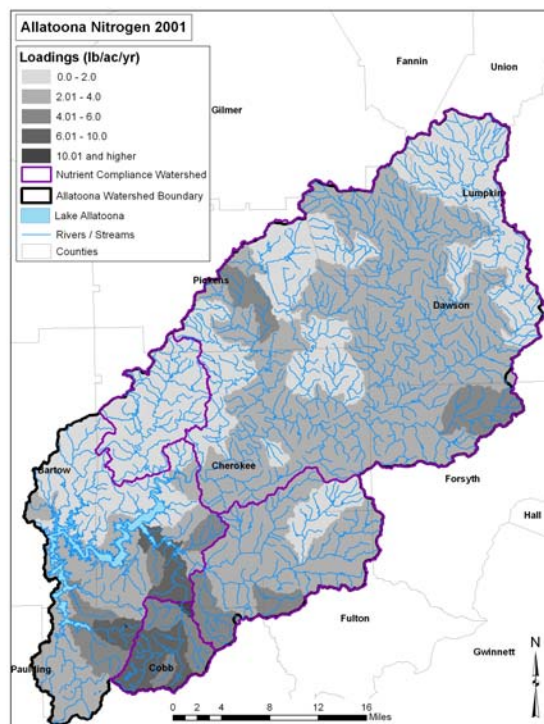 Allatoona Nitrogen 2001
Loadings (lb/ac/yr)
0.0 - 2.0
2.01 - 4.0
4.01 - 6.0
6.01 - 10.0
10.01 and higher
Nutrient Compliance Watershed
Allatoona Watershed Boundary
Lake Allatoona
Rivers / Streams
Counties
Fannin
Union
Gilmer
Lumpkin
Pickens
Dawson
Bartow
Cherokee
Forsyth
Hall
Fulton
Gwinnett
Paulding
Cobb
N
0 2 4 8 12 16
Miles